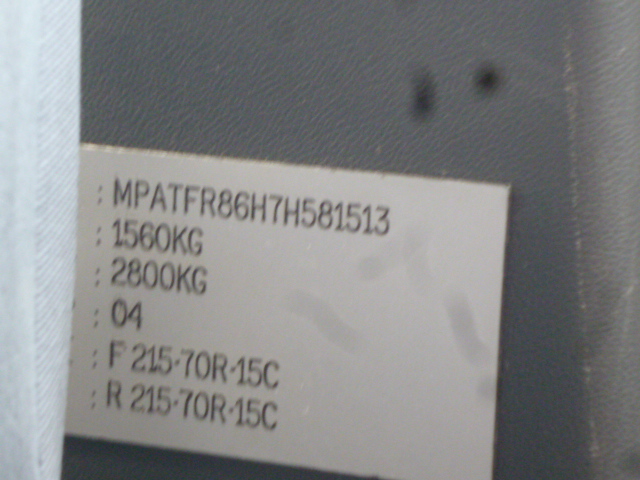 : MPATFR86H7H581513
: 1560KG
: 2800KG
: 04
: F 215-70R-15C
: R 215-70R-15C